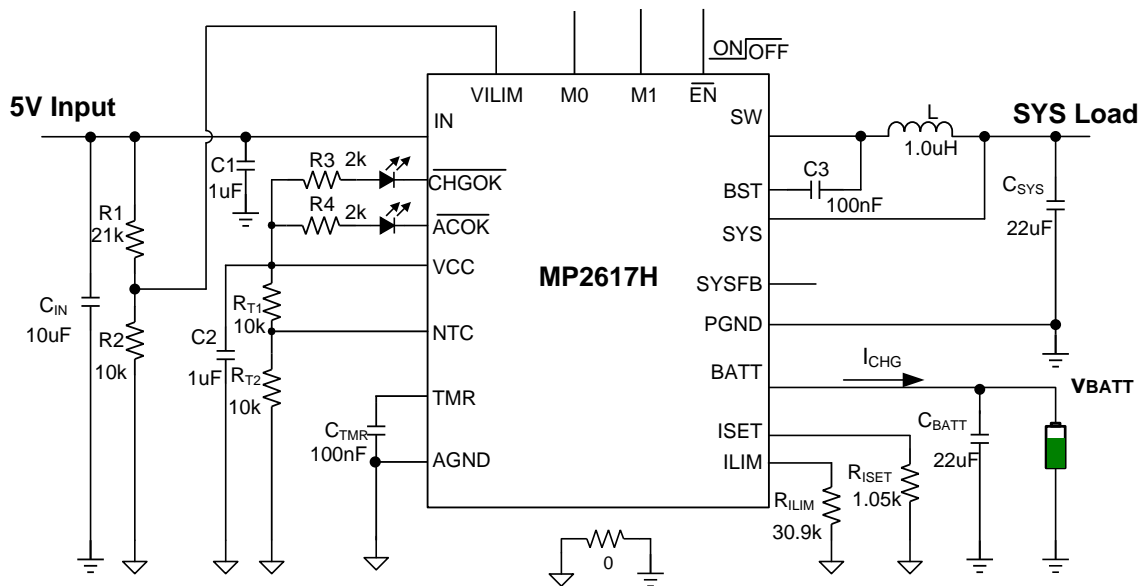 ON OFF
VILIM M0 M1 EN
5V Input
IN
SW
L
1.0uH
SYS Load
C1
1uF
R3 2k
CHGOK
R4 2k
ACOK
BST
C3
100nF
CSYS
22uF
R1
21k
SYS
VCC
MP2617H
SYSFB
CIN
10uF
R2
10k
C2
1uF
RT1
10k
NTC
PGND
RT2
10k
BATT
ICHG
VBATT
TMR
CTMR
100nF
AGND
ISET
ILIM
CBATT
22uF
RISET
1.05k
RILIM
30.9k
0